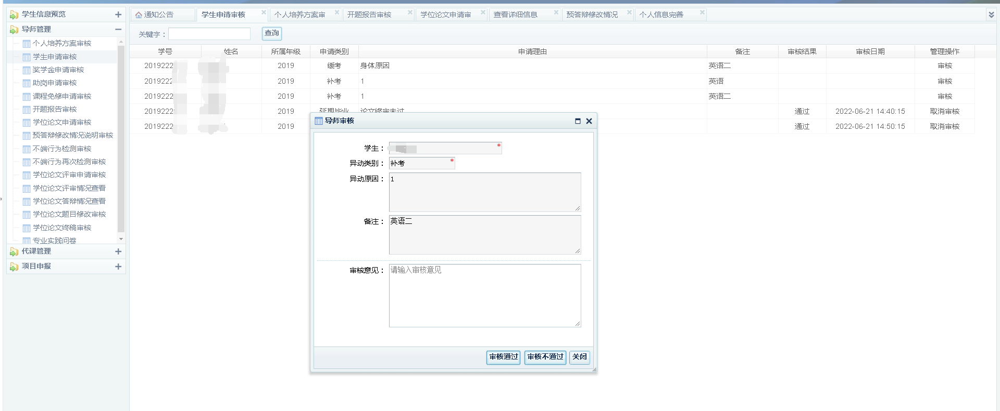 学生信息预览
导师管理
个人培养方案审核
学生申请审核
奖学金申请审核
助岗申请审核
课程免修申请审核
开题报告审核
学位论文申请审核
预答辩修改情况说明审核
不端行为检测审核
不端行为再次检测审核
学位论文评审申请审核
学位论文评审情况查看
学位论文答辩情况查看
学位论文题目修改审核
学位论文终稿审核
专业实践问卷
代课管理
项目申报
通知公告 学生申请审核 个人培养方案审 开题报告审核 学位论文申请审 查看详细信息 预答辩修改情况 个人信息完善
关键字： 查询
学号 姓名 所属年级 申请类别 申请理由 备注 审核结果 审核日期 管理操作
2019222 2019 缓考 身体原因 英语二 审核
2019222 2019 补考 1 英语 审核
2019222 2019 补考 1 英语二 审核
2019222 2019 延期毕业 论文终审未过 通过 2022-06-21 14:40:15 取消审核
2019222 2019 通过 2022-06-21 14:50:15 取消审核
导师审核
学生： *
异动类别： 补考 *
异动原因： 1
备注： 英语二
审核意见： 请输入审核意见
审核通过 审核不通过 关闭